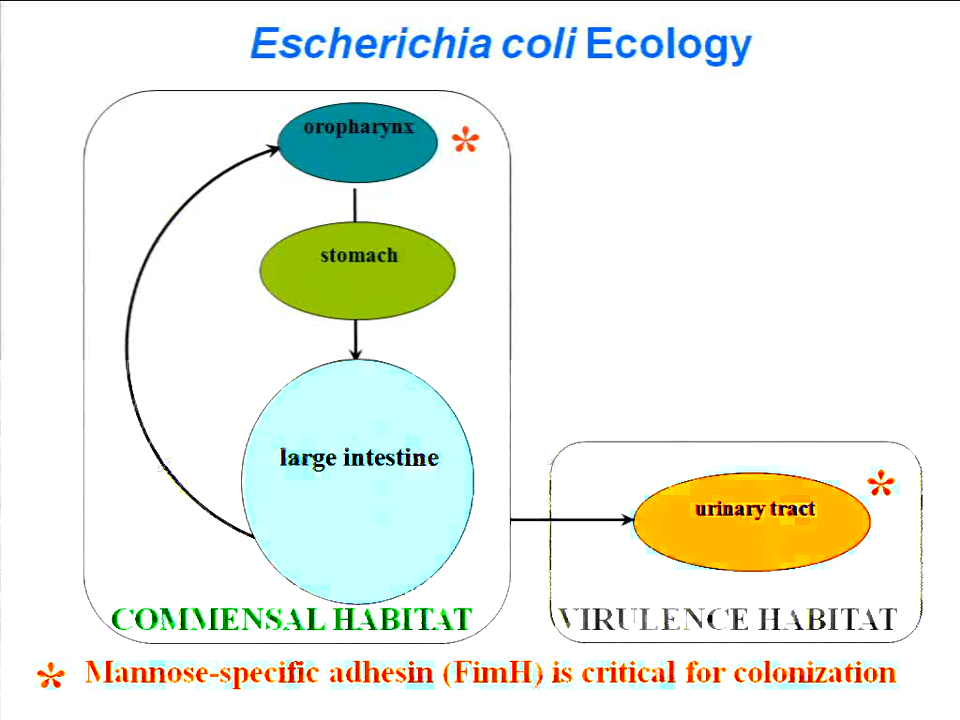 Escherichia coli Ecology
oropharynx
*
stomach
large intestine
*
urinary tract
COMMENSAL HABITAT
VIRULENCE HABITAT
* Mannose-specific adhesin (FimH) is critical for colonization